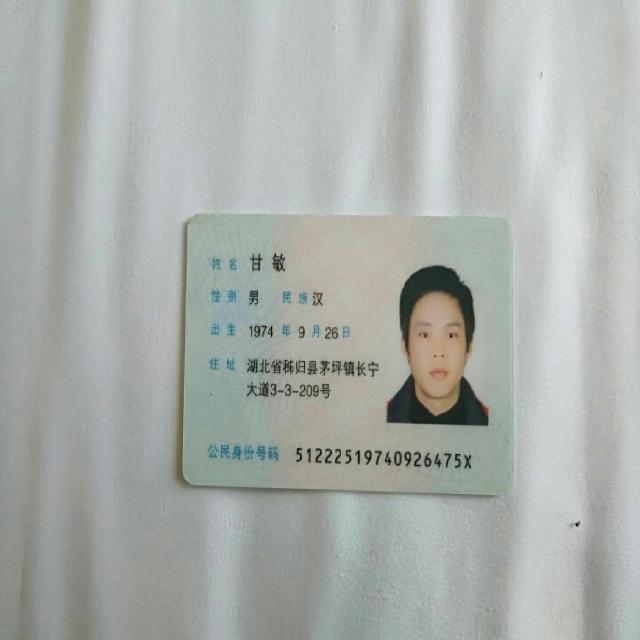 姓名 甘敏
性别 男 民族 汉
出生 1974 年 9 月 26 日
住址 湖北省秭归县茅坪镇长宁
大道3-3-209号
公民身份号码 51222519740926475X